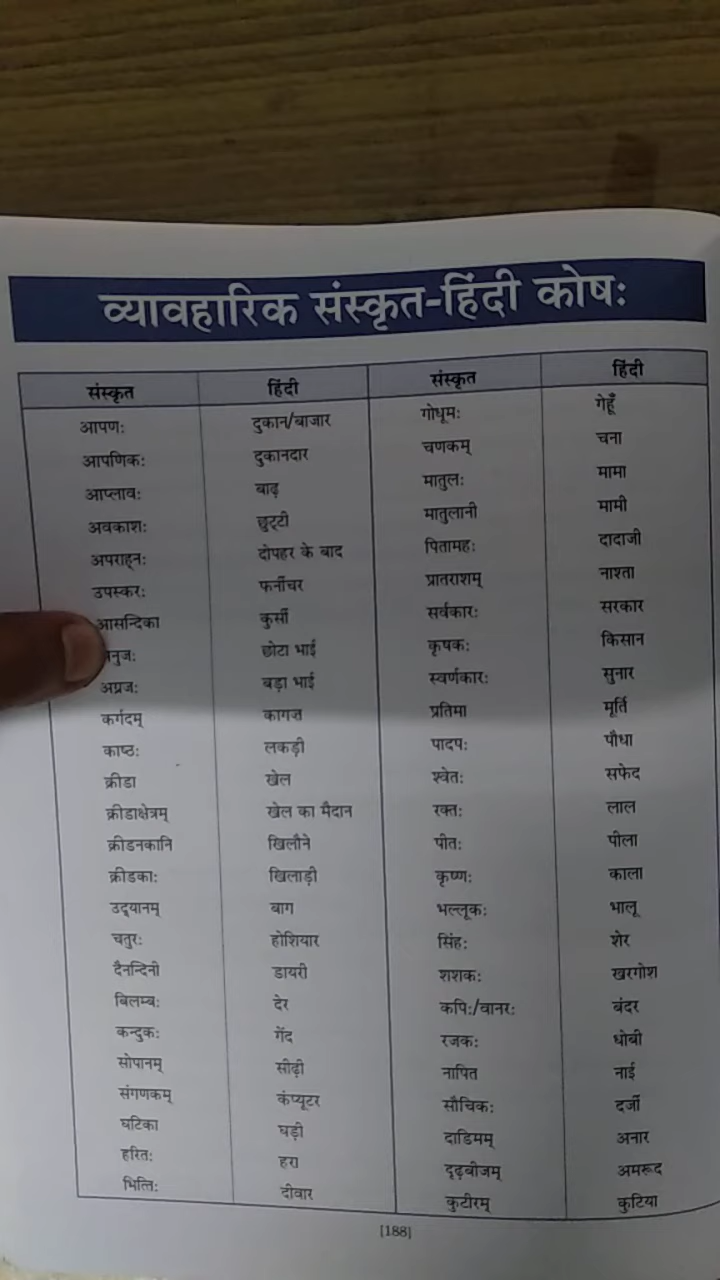 व्यावहारिक संस्कृत-हिंदी कोषः
संस्कृत हिंदी संस्कृत हिंदी
आपणः दुकान/बाजार गोधूमः गेहूँ
आपणिकः दुकानदार चणकम् चना
आप्लावः बाढ़ मातुलः मामा
अवकाशः छुट्टी मातुलानी मामी
अपराह्नः दोपहर के बाद पितामहः दादाजी
उपस्करः फर्नीचर प्रातराशम् नाश्ता
आसन्दिका कुर्सी सर्वकारः सरकार
नुजः छोटा भाई कृषकः किसान
अग्रजः बड़ा भाई स्वर्णकारः सुनार
कर्गदम् कागज प्रतिमा मूर्ति
काष्ठः लकड़ी पादपः पौधा
क्रीडा खेल श्वेतः सफेद
क्रीडाक्षेत्रम् खेल का मैदान रक्तः लाल
क्रीडनकानि खिलौने पीतः पीला
क्रीडकाः खिलाड़ी कृष्णः काला
उद्यानम् बाग भल्लूकः भालू
चतुरः होशियार सिंहः शेर
दैनन्दिनी डायरी शशकः खरगोश
बिलम्बः देर कपिः/वानरः बंदर
कन्दुकः गेंद रजकः धोबी
सोपानम् सीढ़ी नापित नाई
संगणकम् कंप्यूटर सौचिकः दर्जी
घटिका घड़ी दाडिमम् अनार
हरितः हरा दृढ़बीजम् अमरूद
भित्तिः दीवार कुटीरम् कुटिया
[188]